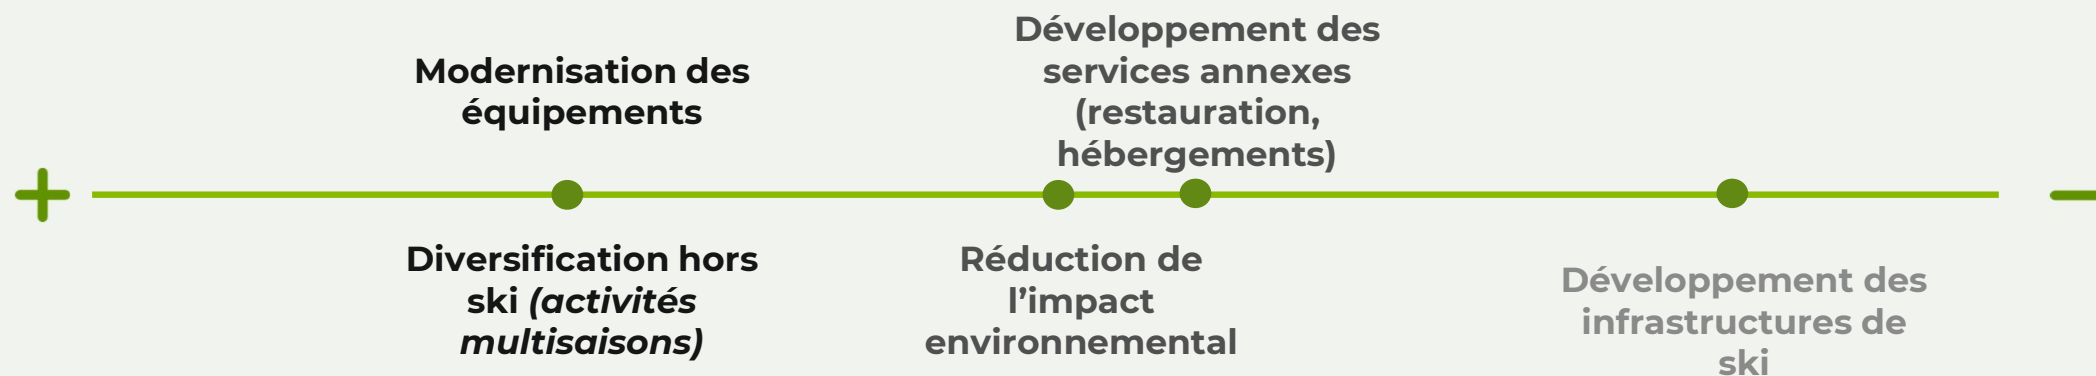 Modernisation des
équipements
Développement des
services annexes
(restauration,
hébergements)
+
-
Diversification hors
ski (activités
multisaisons)
Réduction de
l’impact
environnemental
Développement des
infrastructures de
ski